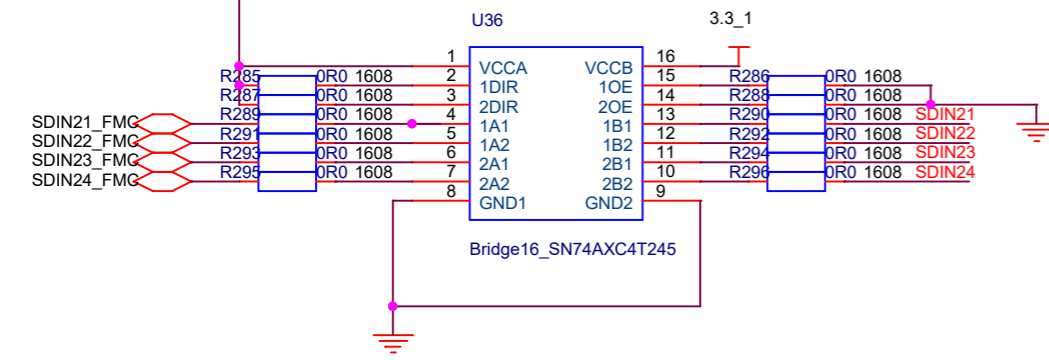 U36
3.3_1
1 VCCA VCCB 16
R285 0R0 1608 2 1DIR 1OE 15 R286 0R0 1608
R287 0R0 1608 3 2DIR 2OE 14 R288 0R0 1608
SDIN21_FMC R289 0R0 1608 4 1A1 1B1 13 R290 0R0 1608 SDIN21
SDIN22_FMC R291 0R0 1608 5 1A2 1B2 12 R292 0R0 1608 SDIN22
SDIN23_FMC R293 0R0 1608 6 2A1 2B1 11 R294 0R0 1608 SDIN23
SDIN24_FMC R295 0R0 1608 7 2A2 2B2 10 R296 0R0 1608 SDIN24
8 GND1 GND2 9
Bridge16_SN74AXC4T245